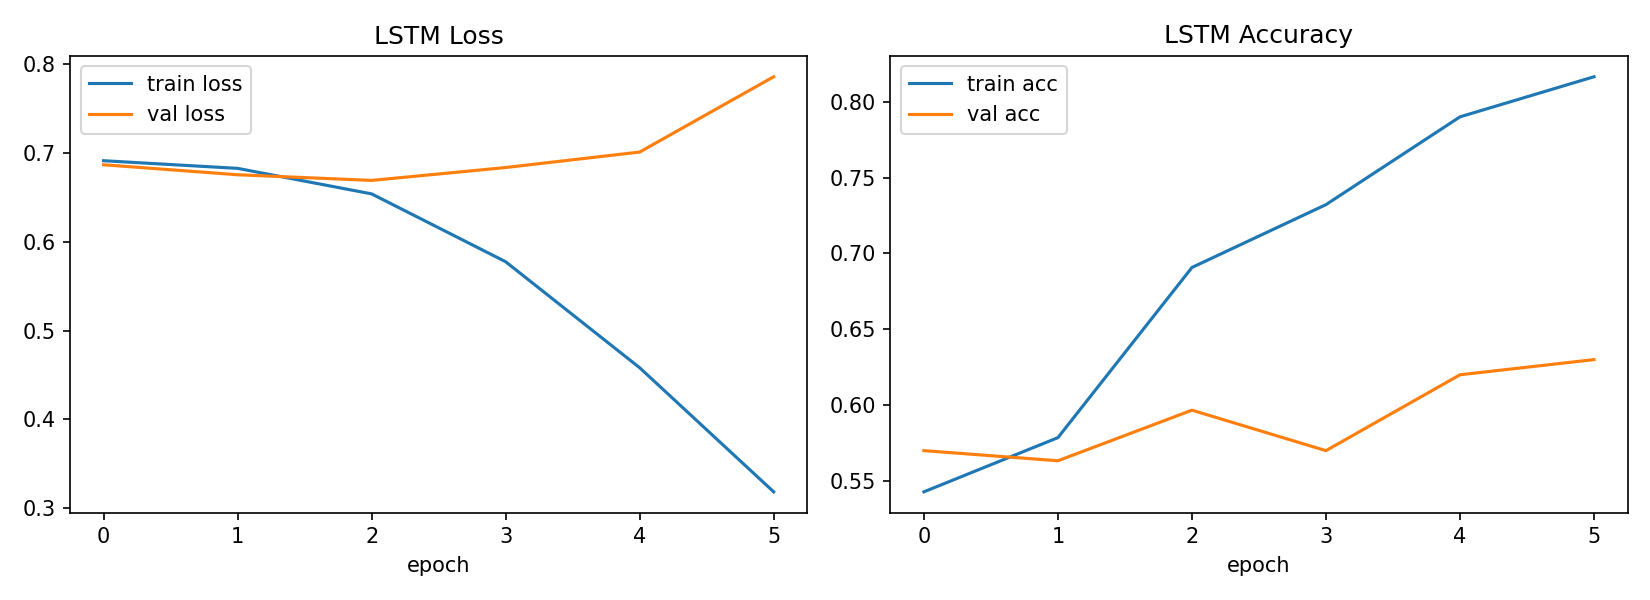 LSTM Loss
train loss
val loss
0.8
0.7
0.6
0.5
0.4
0.3
0 1 2 3 4 5
epoch
LSTM Accuracy
train acc
val acc
0.80
0.75
0.70
0.65
0.60
0.55
0 1 2 3 4 5
epoch